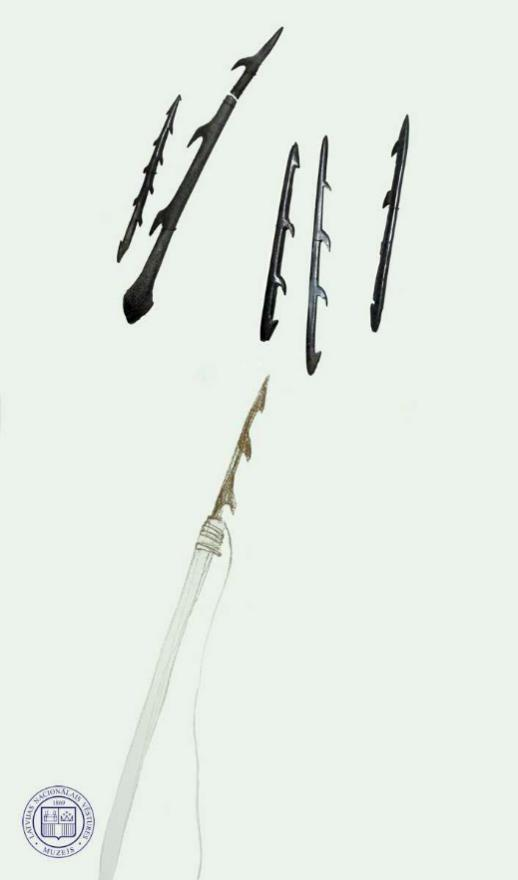 LATVIJAS NACIONĀLAIS VĒSTURES
1869
• MUZEJS •